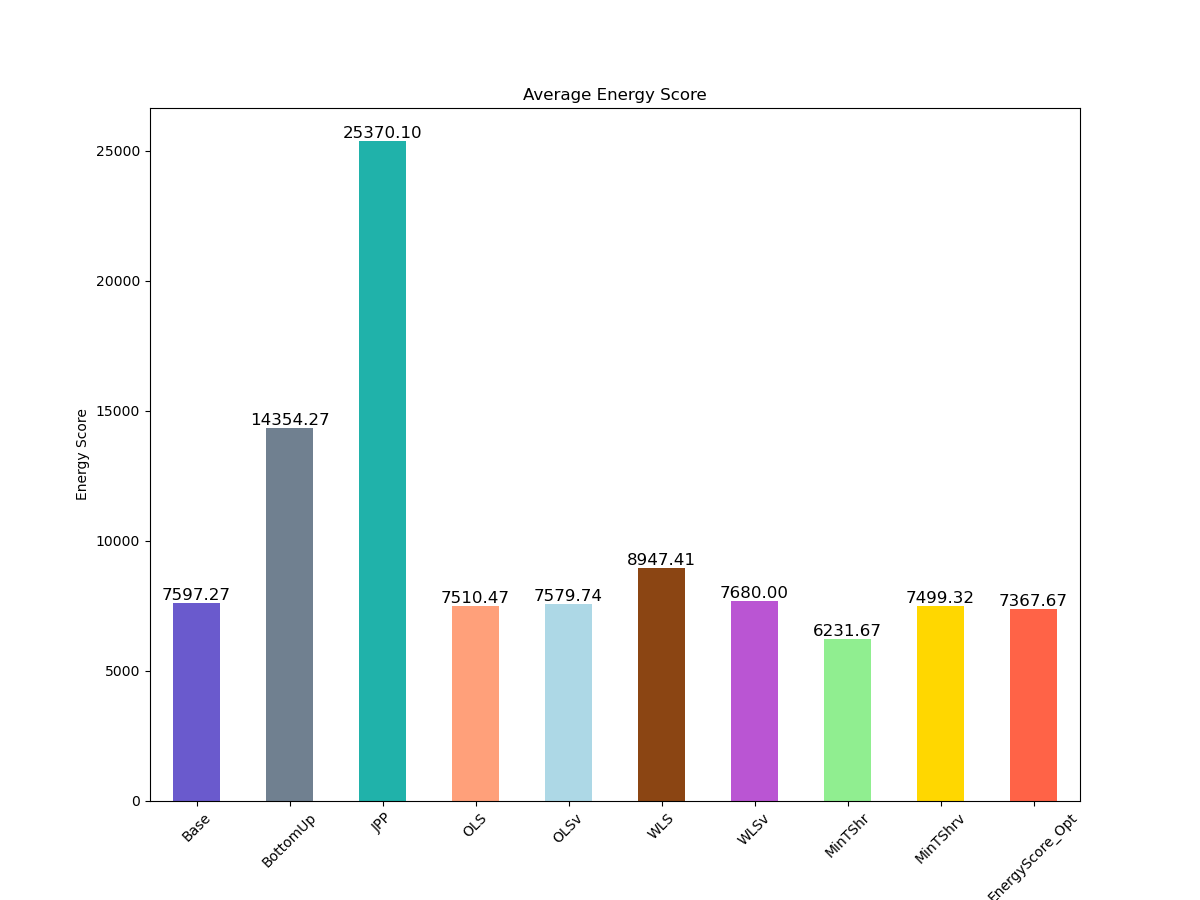 Average Energy Score
Energy Score
25000
20000
15000
10000
5000
0
7597.27
14354.27
25370.10
7510.47
7579.74
8947.41
7680.00
6231.67
7499.32
7367.67
Base
BottomUp
JPP
OLS
OLSv
WLS
WLSv
MinTShr
MinTShrv
EnergyScore_Opt